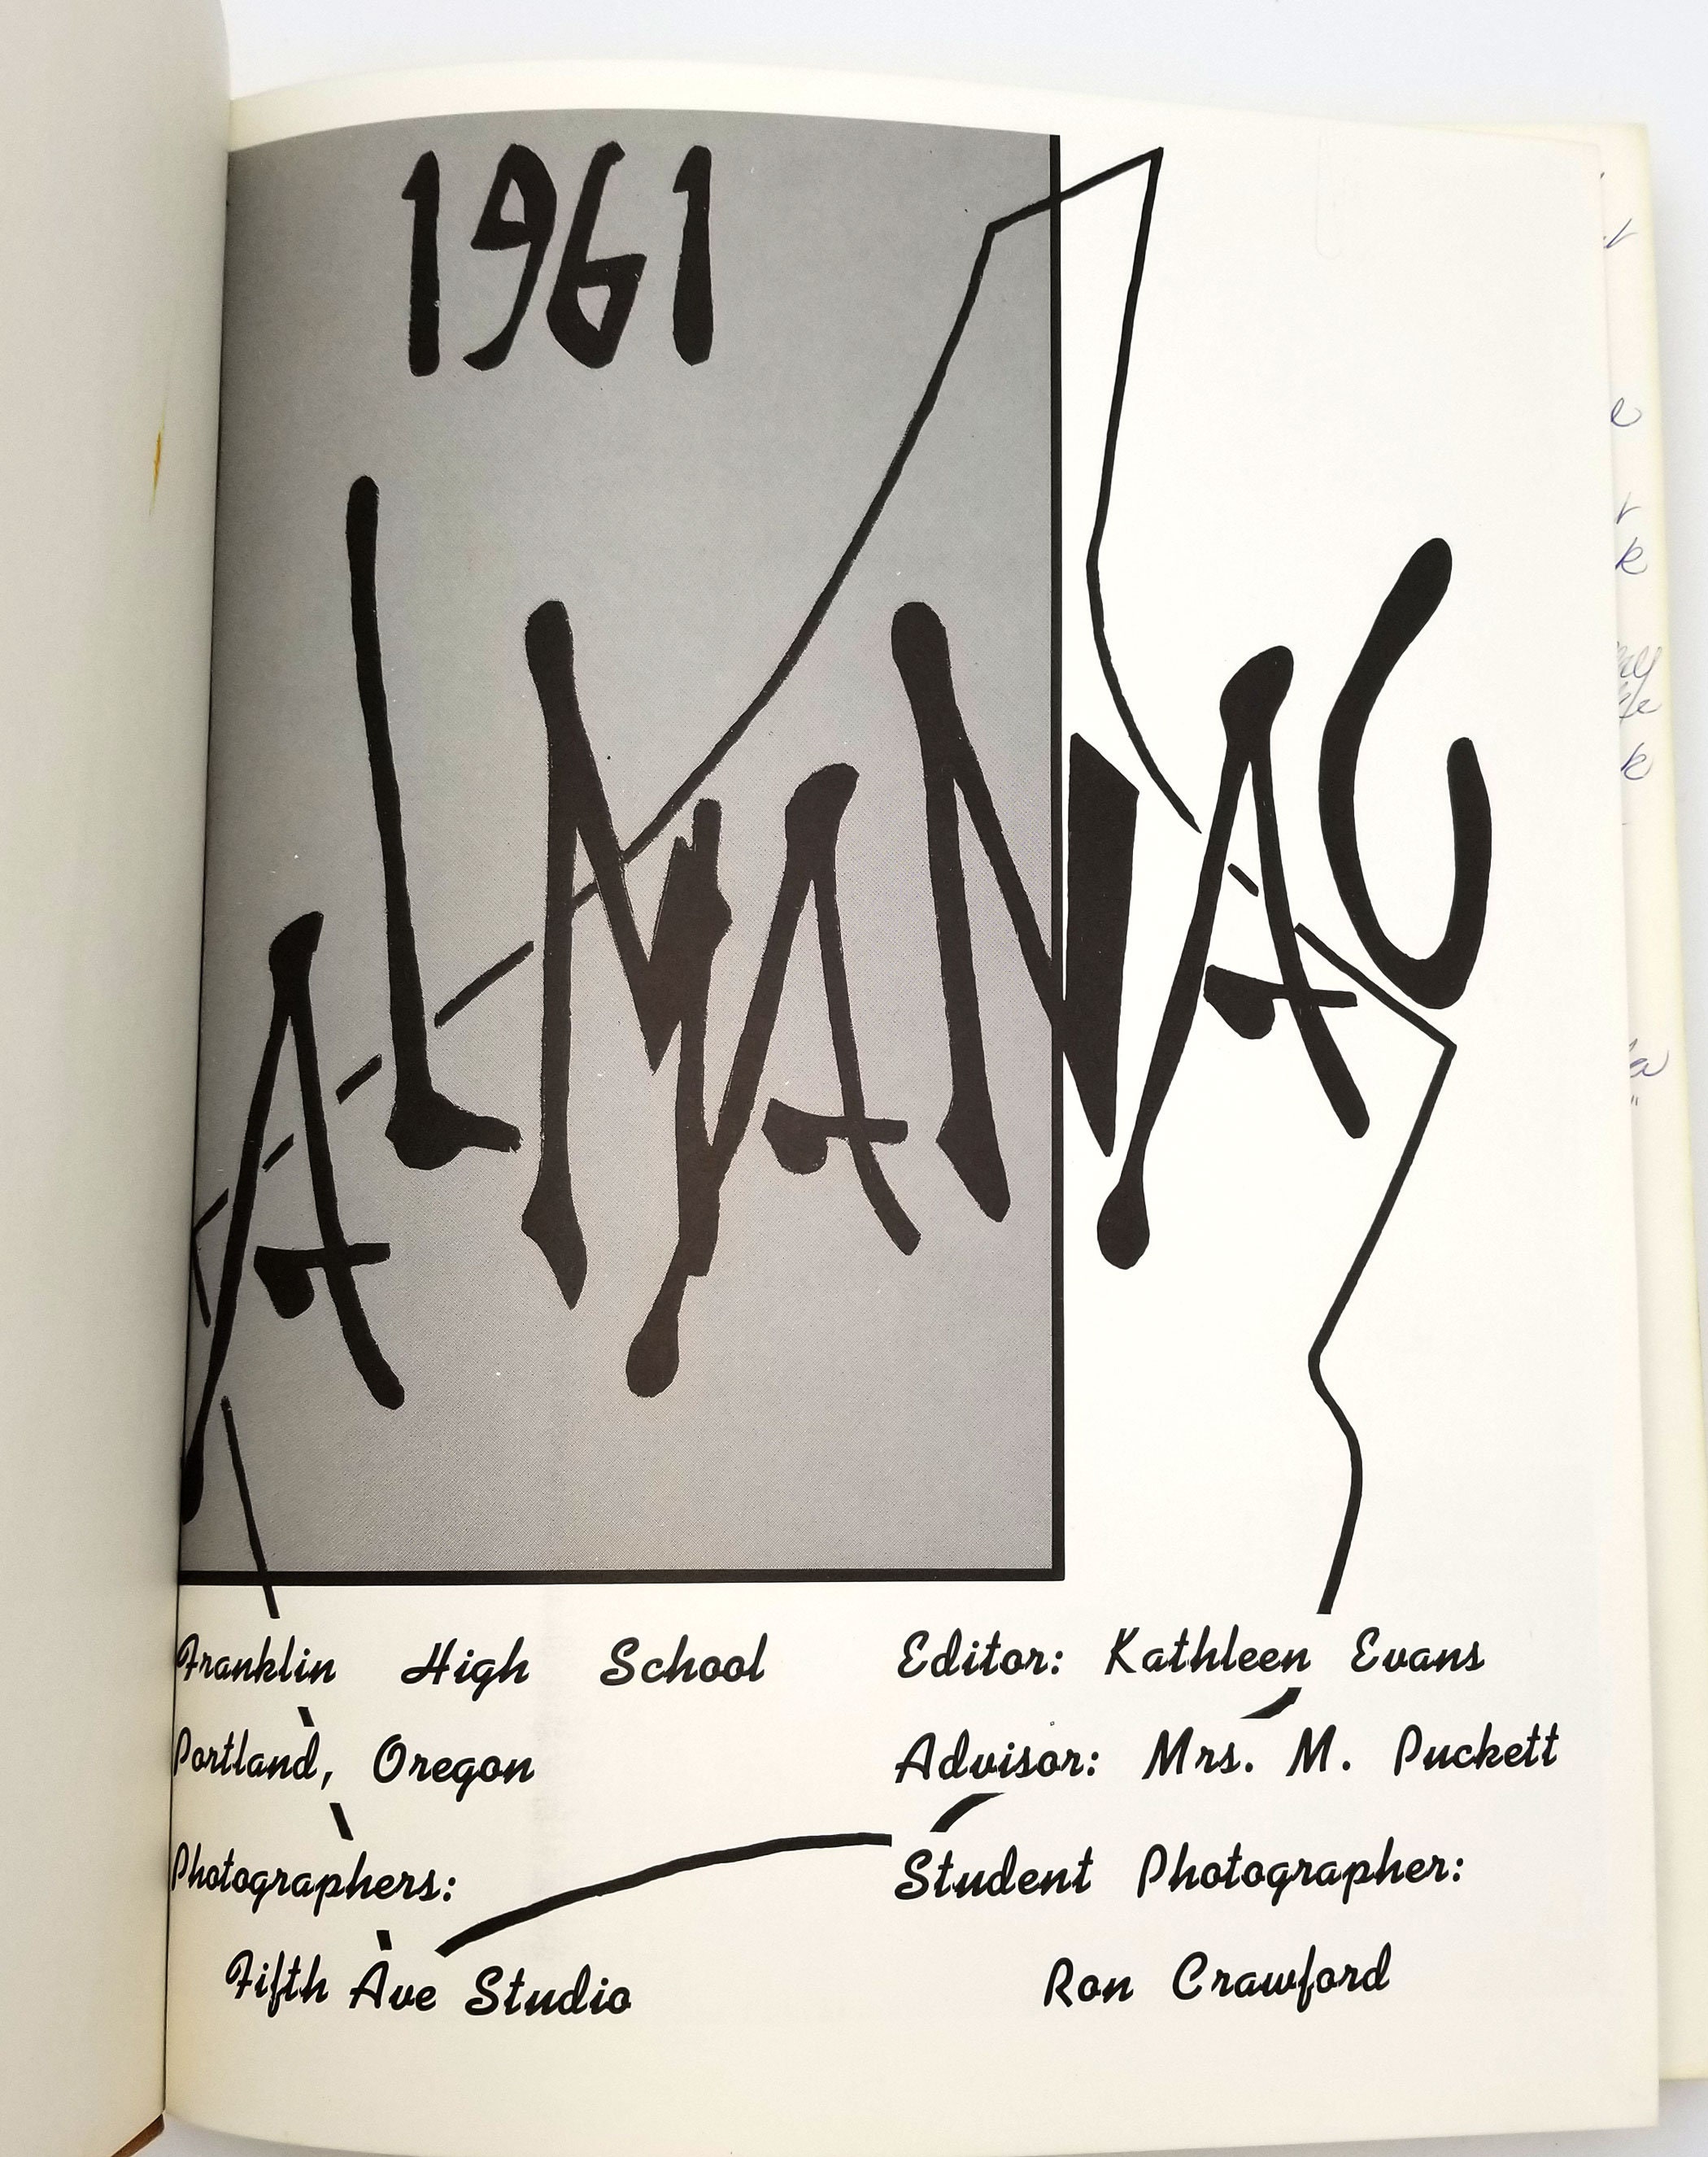 1961
ALMANAC
Franklin High School
Portland, Oregon
Photographers:
Fifth Ave Studio
Editor: Kathleen Evans
Advisor: Mrs. M. Puckett
Student Photographer:
Ron Crawford